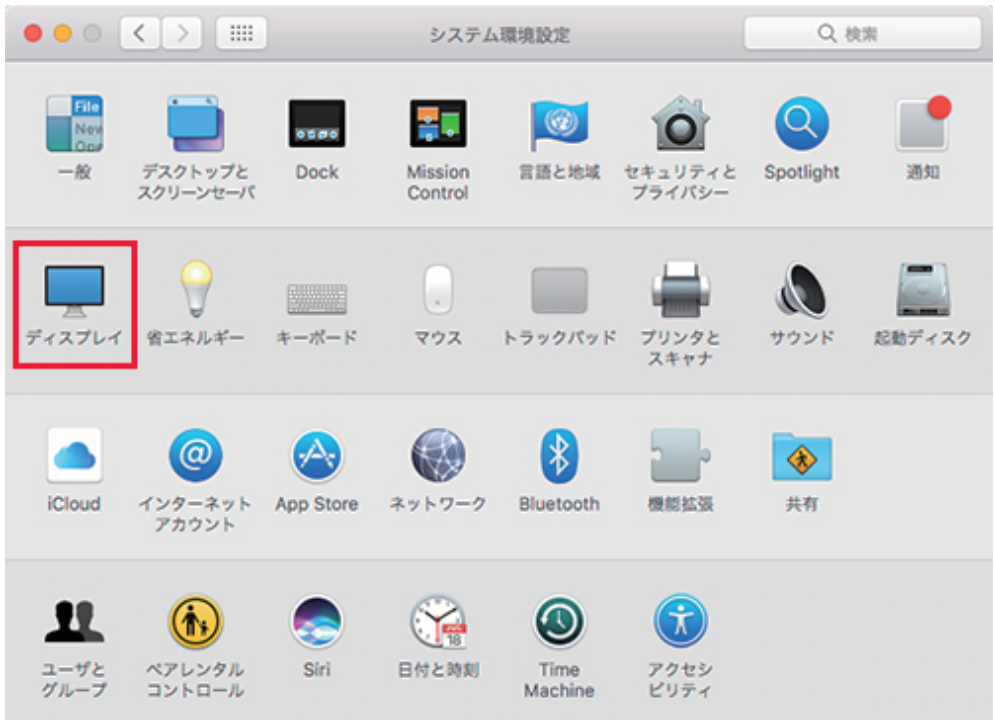 システム環境設定
検索
File
New
Ope
一般
デスクトップと
スクリーンセーバ
Dock
Mission
Control
言語と地域
セキュリティと
プライバシー
Spotlight
通知
ディスプレイ
省エネルギー
キーボード
マウス
トラックパッド
プリンタと
スキャナ
サウンド
起動ディスク
iCloud
@
インターネット
アカウント
App Store
ネットワーク
Bluetooth
機能拡張
共有
ユーザと
グループ
ペアレンタル
コントロール
Siri
18
日付と時刻
Time
Machine
アクセシ
ビリティ